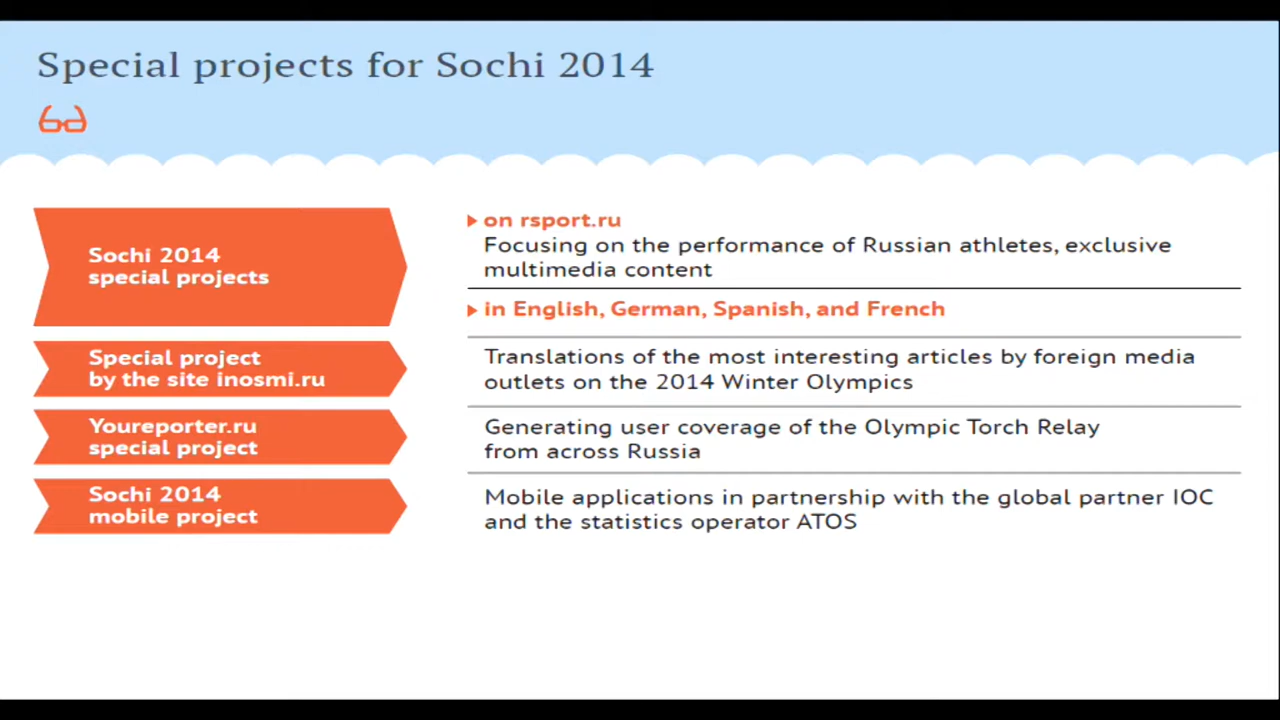 Special projects for Sochi 2014
Sochi 2014
special projects
on rsport.ru
Focusing on the performance of Russian athletes, exclusive
multimedia content
in English, German, Spanish, and French
Special project
by the site inosmi.ru
Translations of the most interesting articles by foreign media
outlets on the 2014 Winter Olympics
Youreporter.ru
special project
Generating user coverage of the Olympic Torch Relay
from across Russia
Sochi 2014
mobile project
Mobile applications in partnership with the global partner IOC
and the statistics operator ATOS